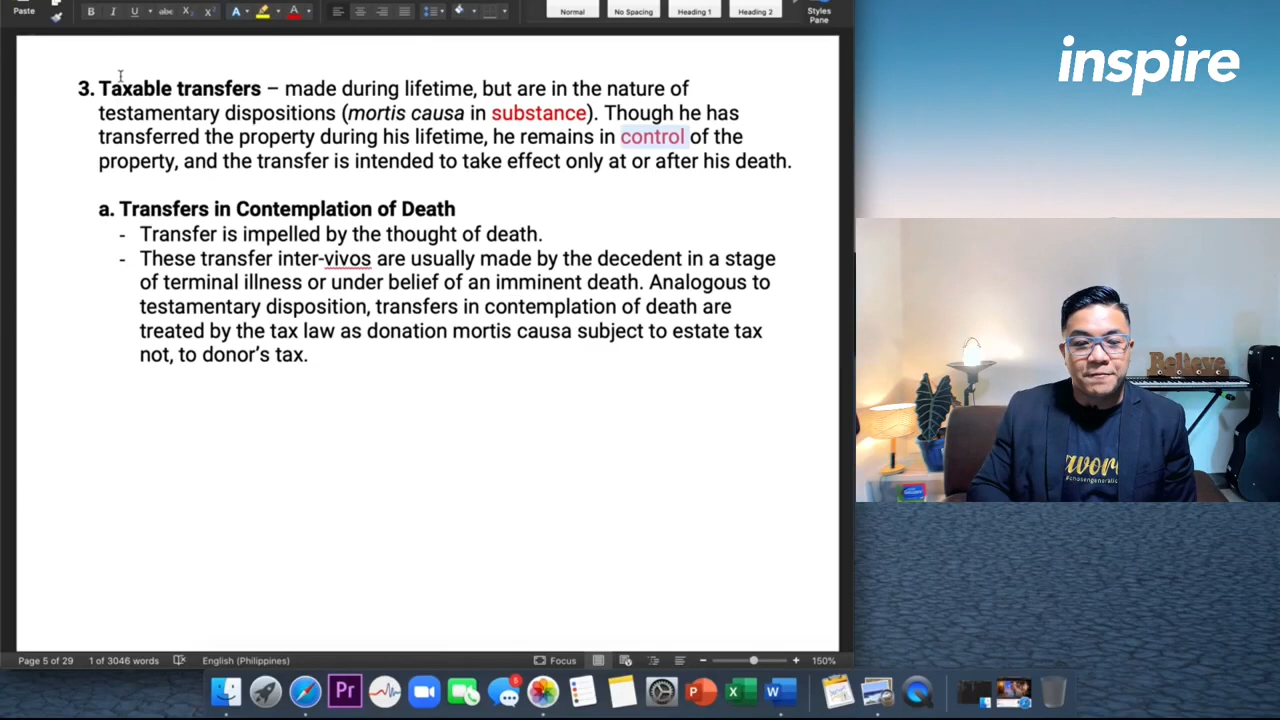 Paste
B I U abc X₂ X² A A
Normal
No Spacing
Heading 1
Heading 2
Styles
Pane
inspire
3. Taxable transfers – made during lifetime, but are in the nature of
testamentary dispositions (mortis causa in substance). Though he has
transferred the property during his lifetime, he remains in control of the
property, and the transfer is intended to take effect only at or after his death.
a. Transfers in Contemplation of Death
- Transfer is impelled by the thought of death.
- These transfer inter-vivos are usually made by the decedent in a stage
of terminal illness or under belief of an imminent death. Analogous to
testamentary disposition, transfers in contemplation of death are
treated by the tax law as donation mortis causa subject to estate tax
not, to donor’s tax.
Believe
#chosengeneratio
Page 5 of 29
1 of 3046 words
English (Philippines)
Focus
150%
Pr
5
P
X
W